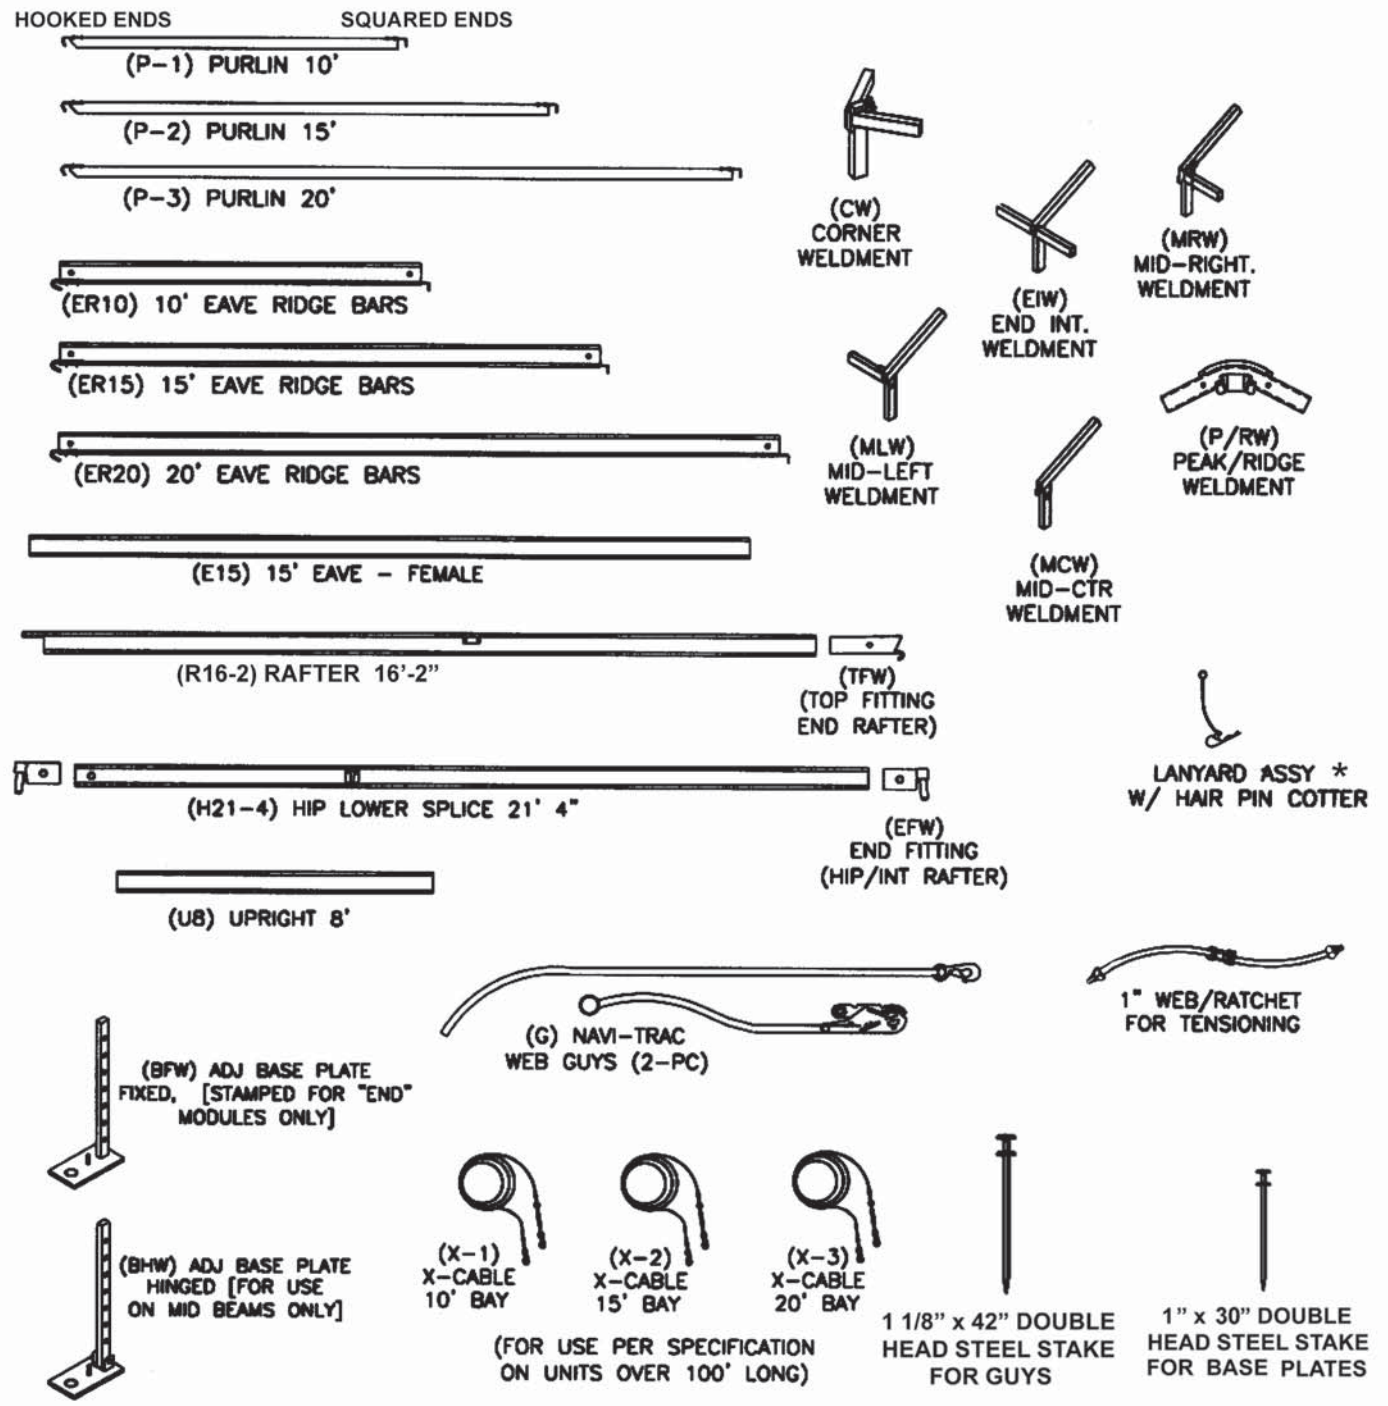 HOOKED ENDS
SQUARED ENDS
(P-1) PURLIN 10'
(P-2) PURLIN 15'
(P-3) PURLIN 20'
(ER10) 10' EAVE RIDGE BARS
(ER15) 15' EAVE RIDGE BARS
(ER20) 20' EAVE RIDGE BARS
(E15) 15' EAVE - FEMALE
(R16-2) RAFTER 16'-2”
(TFW)
(TOP FITTING
END RAFTER)
(H21-4) HIP LOWER SPLICE 21' 4"
(EFW)
END FITTING
(HIP/INT RAFTER)
(U8) UPRIGHT 8'
(CW)
CORNER
WELDMENT
(EIW)
END INT.
WELDMENT
(MRW)
MID-RIGHT.
WELDMENT
(MLW)
MID-LEFT
WELDMENT
(P/RW)
PEAK/RIDGE
WELDMENT
(MCW)
MID-CTR
WELDMENT
LANYARD ASSY *
W/ HAIR PIN COTTER
(G) NAVI-TRAC
WEB GUYS (2-PC)
1" WEB/RATCHET
FOR TENSIONING
(BFW) ADJ BASE PLATE
FIXED, [STAMPED FOR "END"
MODULES ONLY]
(BHW) ADJ BASE PLATE
HINGED [FOR USE
ON MID BEAMS ONLY]
(X-1)
X-CABLE
10' BAY
(X-2)
X-CABLE
15' BAY
(X-3)
X-CABLE
20' BAY
(FOR USE PER SPECIFICATION
ON UNITS OVER 100' LONG)
1 1/8” x 42” DOUBLE
HEAD STEEL STAKE
FOR GUYS
1” x 30” DOUBLE
HEAD STEEL STAKE
FOR BASE PLATES